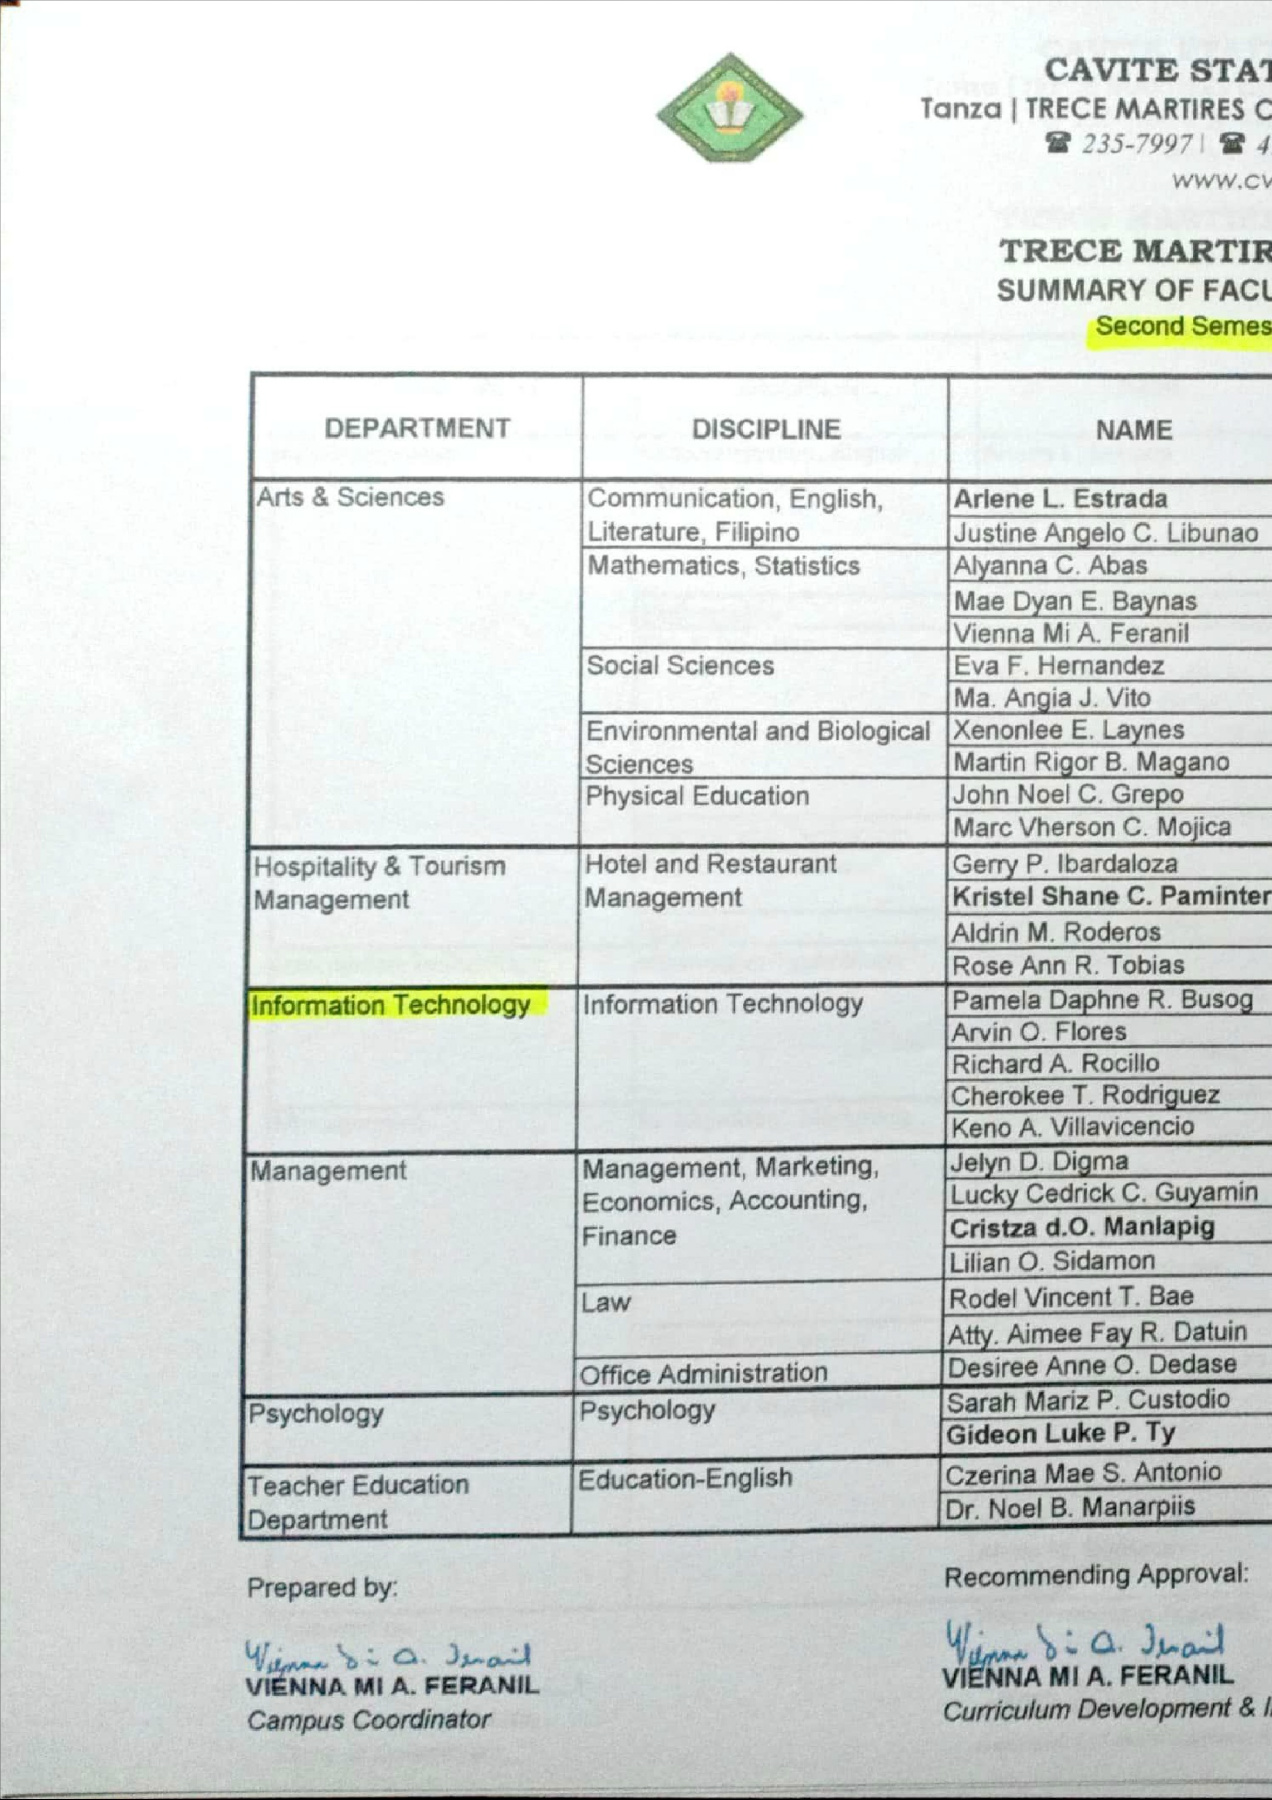 CAVITE STAT
Tanza | TRECE MARTIRES C
☎ 235-7997 | ☎ 4
www.cv
TRECE MARTIR
SUMMARY OF FACU
Second Semes
DEPARTMENT DISCIPLINE NAME
Arts & Sciences Communication, English, Arlene L. Estrada
Literature, Filipino Justine Angelo C. Libunao
Mathematics, Statistics Alyanna C. Abas
Mae Dyan E. Baynas
Vienna Mi A. Feranil
Social Sciences Eva F. Hernandez
Ma. Angia J. Vito
Environmental and Biological Xenonlee E. Laynes
Sciences Martin Rigor B. Magano
Physical Education John Noel C. Grepo
Marc Vherson C. Mojica
Hospitality & Tourism Hotel and Restaurant Gerry P. Ibardaloza
Management Management Kristel Shane C. Paminter
Aldrin M. Roderos
Rose Ann R. Tobias
Information Technology Information Technology Pamela Daphne R. Busog
Arvin O. Flores
Richard A. Rocillo
Cherokee T. Rodriguez
Keno A. Villavicencio
Management Management, Marketing, Jelyn D. Digma
Economics, Accounting, Lucky Cedrick C. Guyamin
Finance Cristza d.O. Manlapig
Lilian O. Sidamon
Law Rodel Vincent T. Bae
Atty. Aimee Fay R. Datuin
Office Administration Desiree Anne O. Dedase
Psychology Psychology Sarah Mariz P. Custodio
Gideon Luke P. Ty
Teacher Education Education-English Czerina Mae S. Antonio
Department Dr. Noel B. Manarpiis
Prepared by: Recommending Approval:
Vienna Mi A. Feranil Vienna Mi A. Feranil
VIENNA MI A. FERANIL VIENNA MI A. FERANIL
Campus Coordinator Curriculum Development & I